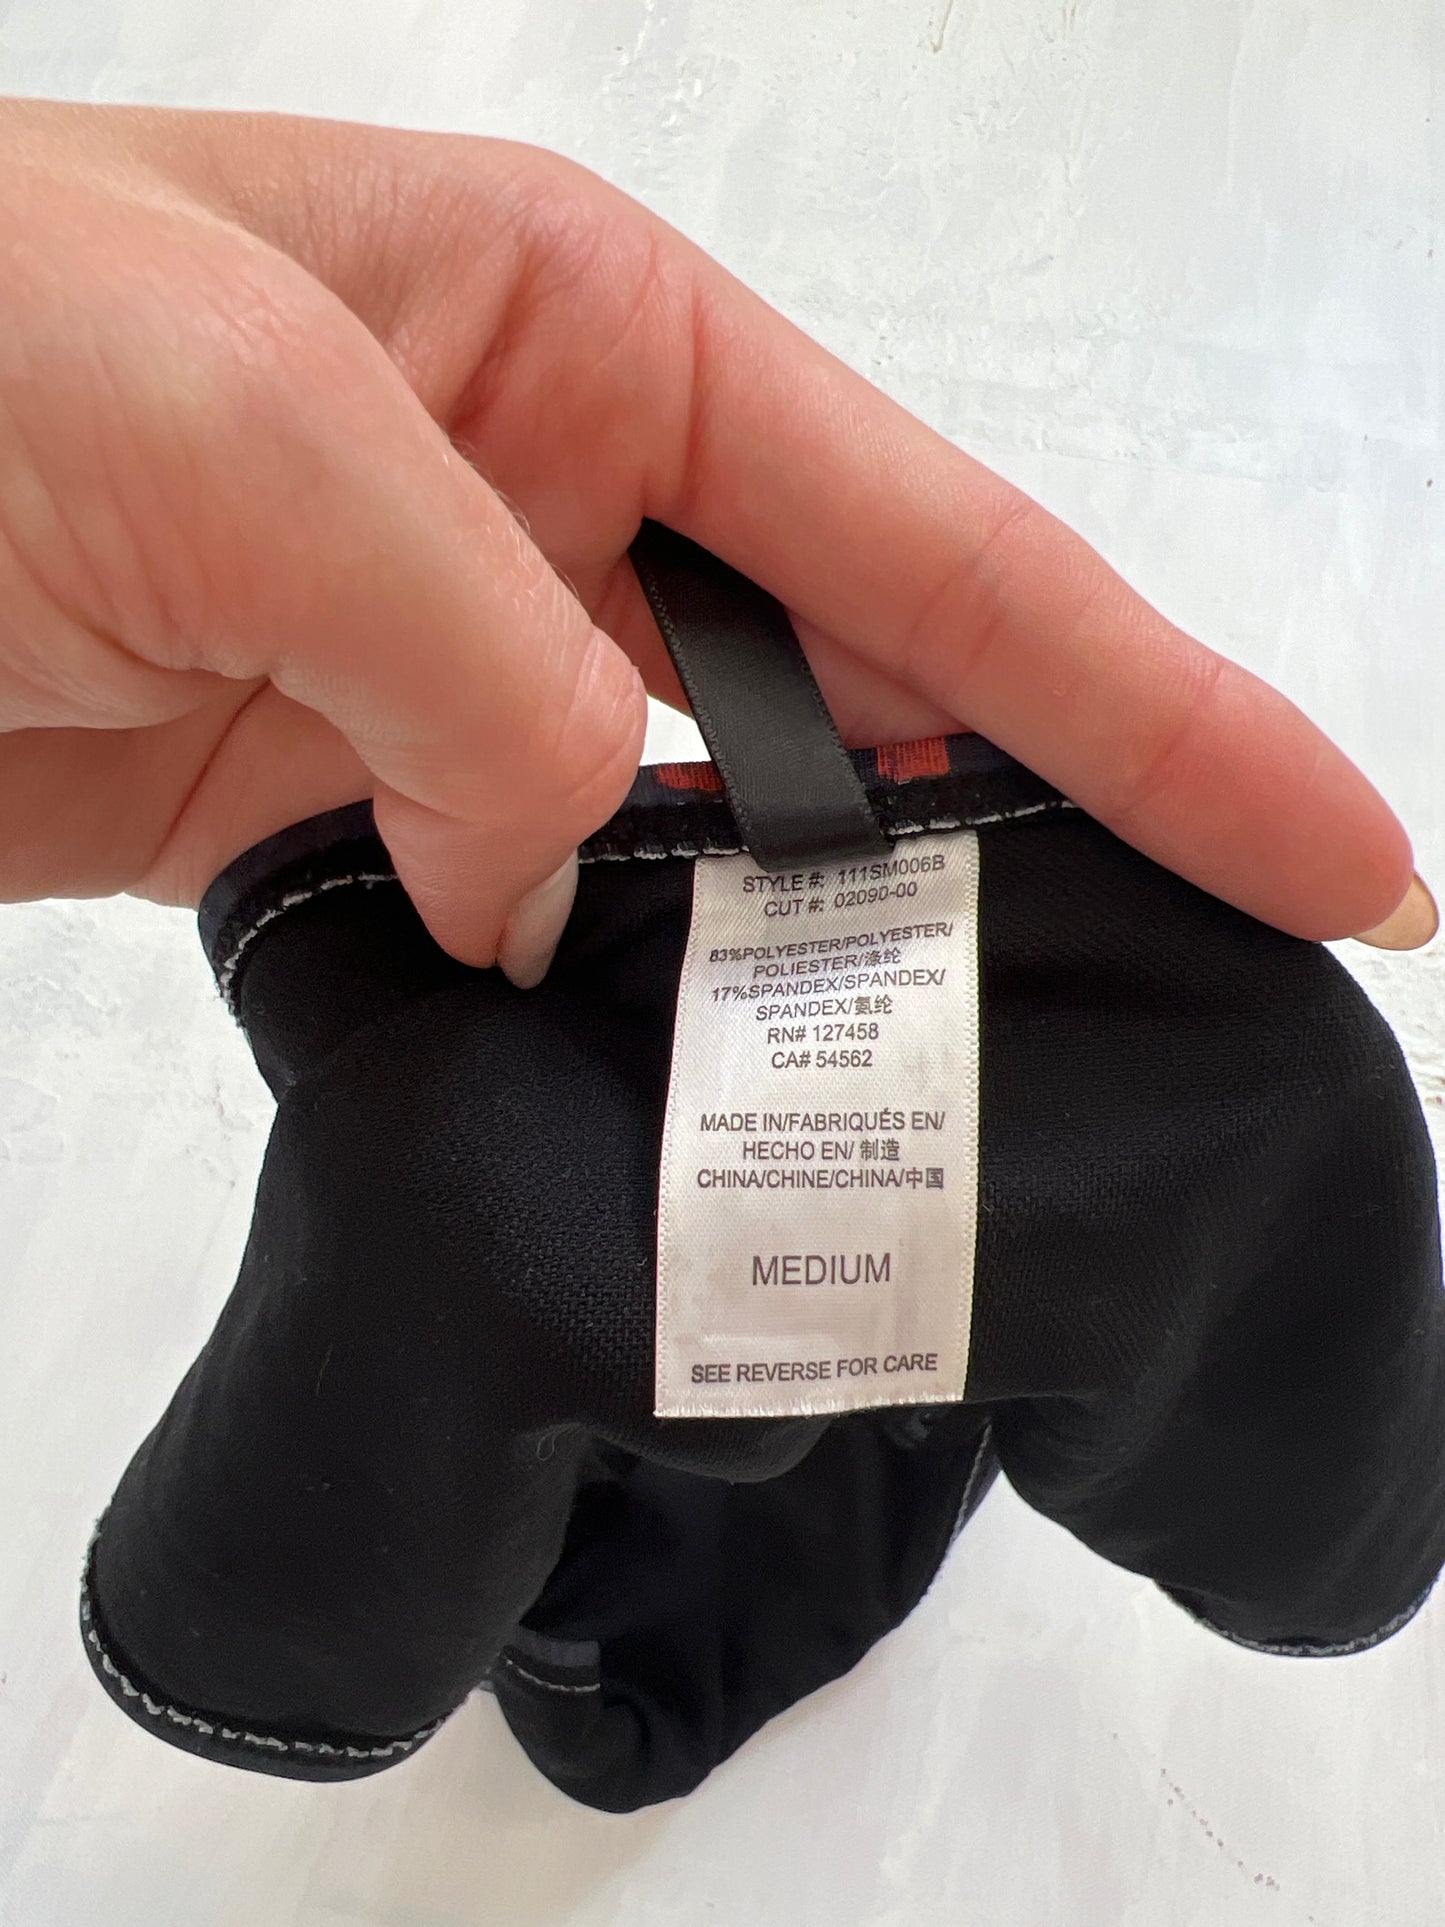 STYLE #: 111SM006B
CUT #: 02090-00
83%POLYESTER/POLYESTER/
POLIESTER/涤纶
17%SPANDEX/SPANDEX/
SPANDEX/氨纶
RN# 127458
CA# 54562
MADE IN/FABRIQUÉS EN/
HECHO EN/ 制造
CHINA/CHINE/CHINA/中国
MEDIUM
SEE REVERSE FOR CARE